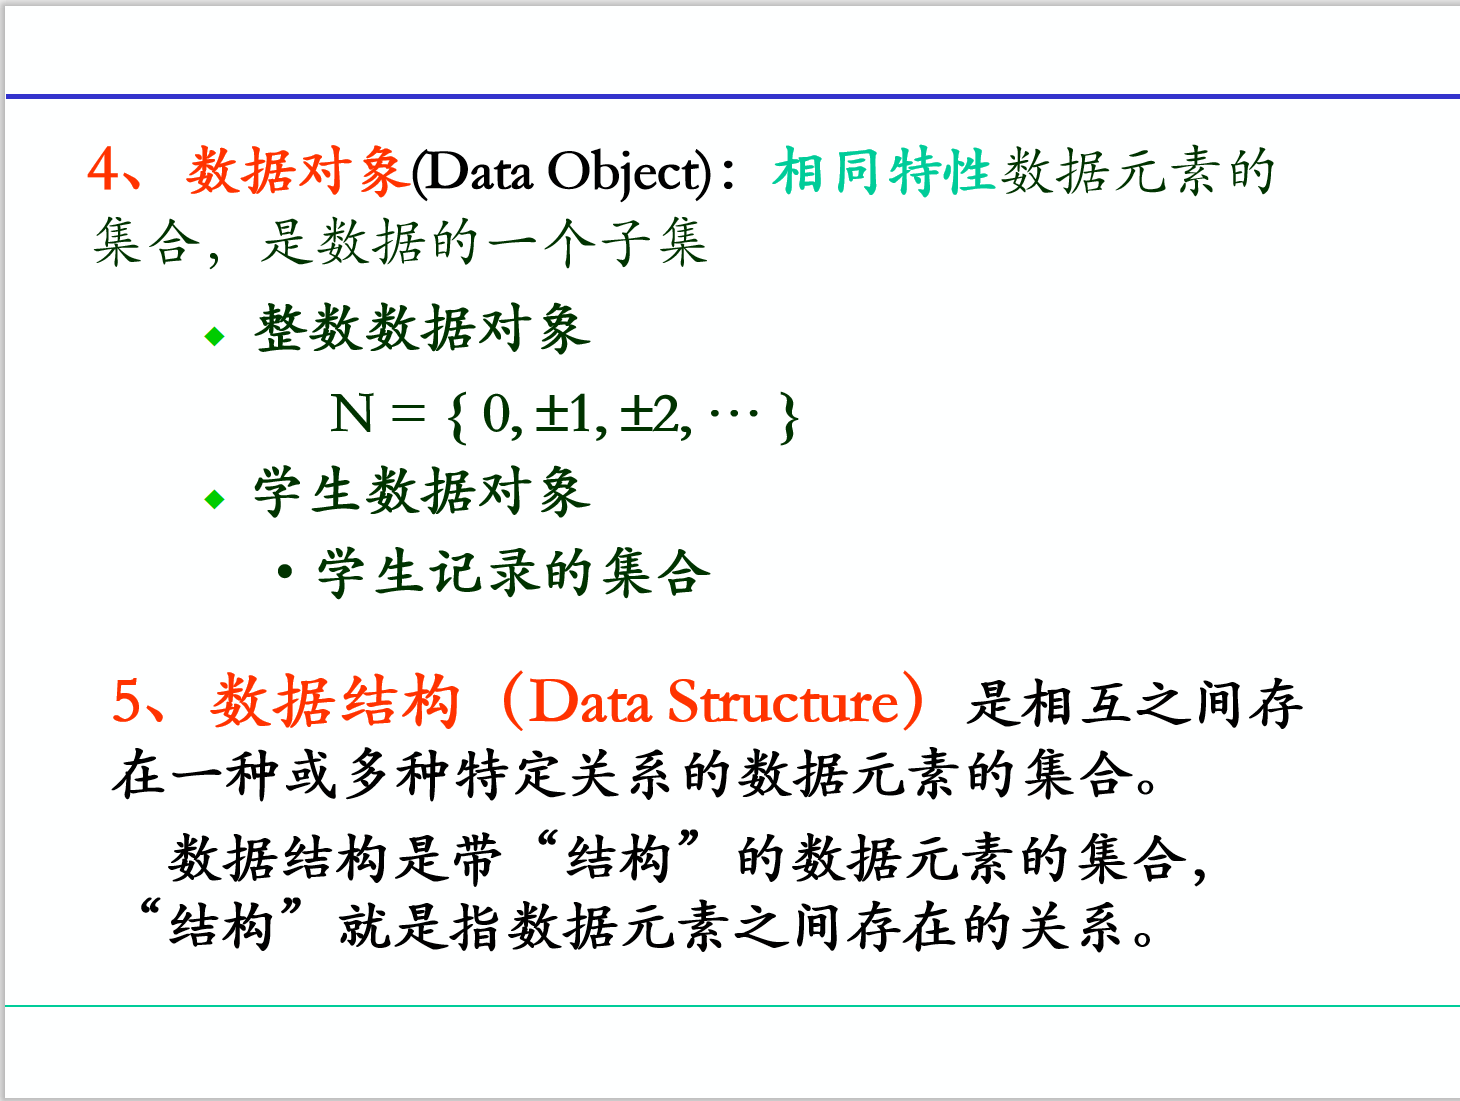 4、数据对象(Data Object)：相同特性数据元素的
集合，是数据的一个子集
◆ 整数数据对象
N = { 0, ±1, ±2, ⋯ }
◆ 学生数据对象
• 学生记录的集合
5、数据结构（Data Structure）是相互之间存
在一种或多种特定关系的数据元素的集合。
数据结构是带“结构”的数据元素的集合，
“结构”就是指数据元素之间存在的关系。